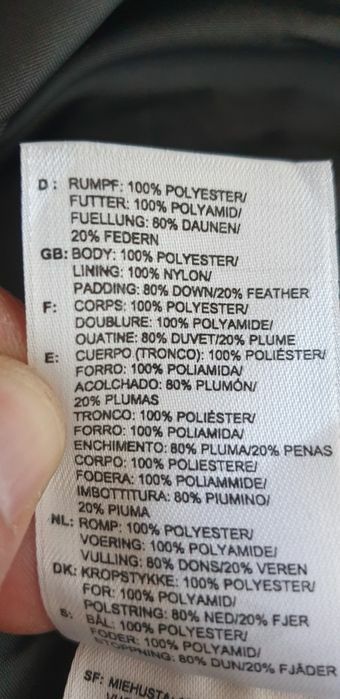 D: RUMPF: 100% POLYESTER/
FUTTER: 100% POLYAMID/
FUELLUNG: 80% DAUNEN/
20% FEDERN
GB: BODY: 100% POLYESTER/
LINING: 100% NYLON/
PADDING: 80% DOWN/20% FEATHER
F: CORPS: 100% POLYESTER/
DOUBLURE: 100% POLYAMIDE/
OUATINE: 80% DUVET/20% PLUME
E: CUERPO (TRONCO): 100% POLIÉSTER/
FORRO: 100% POLIAMIDA/
ACOLCHADO: 80% PLUMÓN/
20% PLUMAS
TRONCO: 100% POLIÉSTER/
FORRO: 100% POLIAMIDA/
ENCHIMENTO: 80% PLUMA/20% PENAS
CORPO: 100% POLIESTERE/
FODERA: 100% POLIAMMIDE/
IMBOTTITURA: 80% PIUMINO/
20% PIUMA
NL: ROMP: 100% POLYESTER/
VOERING: 100% POLYAMIDE/
VULLING: 80% DONS/20% VEREN
DK: KROPSTYKKE: 100% POLYESTER/
FOR: 100% POLYAMID/
POLSTRING: 80% NED/20% FJER
S: BÅL: 100% POLYESTER/
FODER: 100% POLYAMID/
STOPPNING: 80% DUN/20% FJÄDER
SF: MIEHUSTA